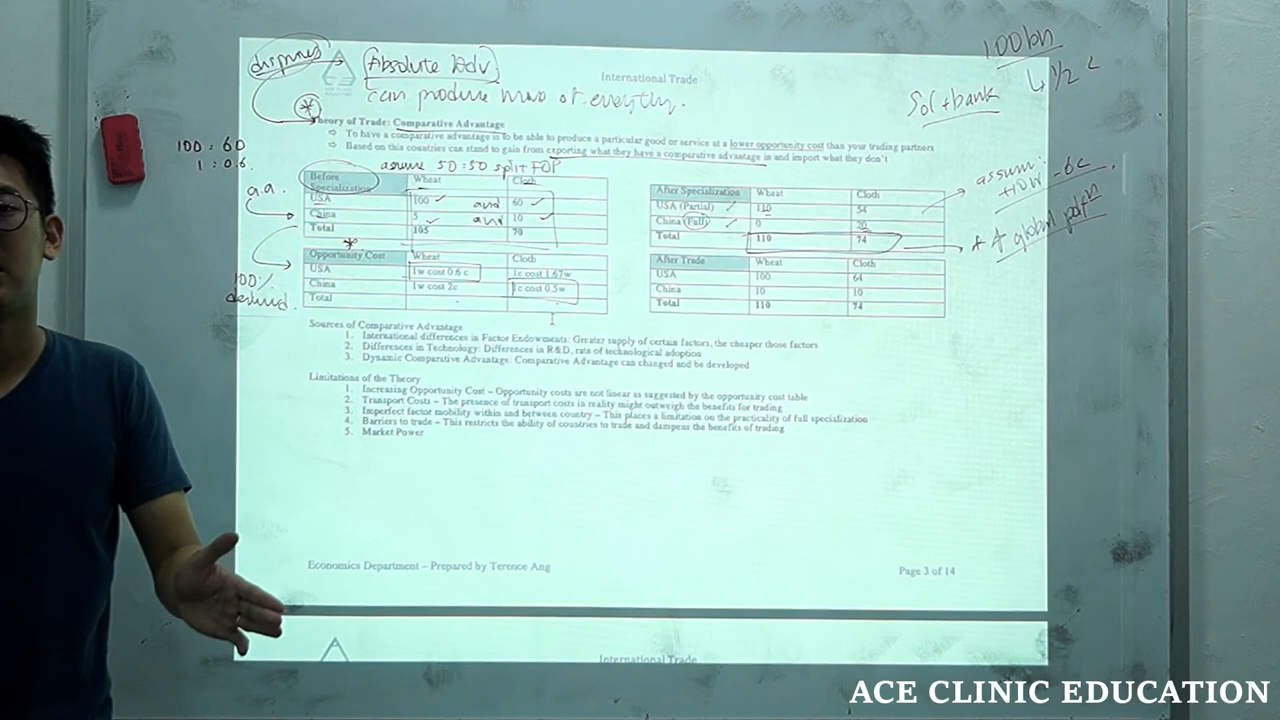 disproves → Absolute Adv
can produce more of everythg.
International Trade
100bn
↳ 1/2 c
Softbank
Theory of Trade: Comparative Advantage
⇨ To have a comparative advantage is to be able to produce a particular good or service at a lower opportunity cost than your trading partners
⇨ Based on this countries can stand to gain from exporting what they have a comparative advantage in and import what they don't
100 : 60
1 : 0.6.
assume 50:50 split FOP
Before Specialization Wheat Cloth
USA 100 and 60
China 5 and 10
Total 105 70
After Specialization Wheat Cloth
USA (Partial) 110 54
China (Full) 0 20
Total 110 74
assum:
+10W -6c
↑ global pdtn
Opportunity Cost Wheat Cloth
USA 1w cost 0.6 c 1c cost 1.67w
China 1w cost 2c 1c cost 0.5w
Total
100%
After Trade Wheat Cloth
USA 100 64
China 10 10
Total 110 74
Sources of Comparative Advantage
1. International differences in Factor Endowments: Greater supply of certain factors, the cheaper those factors
2. Differences in Technology: Differences in R&D, rate of technological adoption
3. Dynamic Comparative Advantage: Comparative Advantage can changed and be developed
Limitations of the Theory
1. Increasing Opportunity Cost – Opportunity costs are not linear as suggested by the opportunity cost table
2. Transport Costs – The presence of transport costs in reality might outweigh the benefits for trading
3. Imperfect factor mobility within and between country – This places a limitation on the practicality of full specialization
4. Barriers to trade – This restricts the ability of countries to trade and dampens the benefits of trading
5. Market Power
Economics Department – Prepared by Terence Ang
Page 3 of 14
International Trade
ACE CLINIC EDUCATION